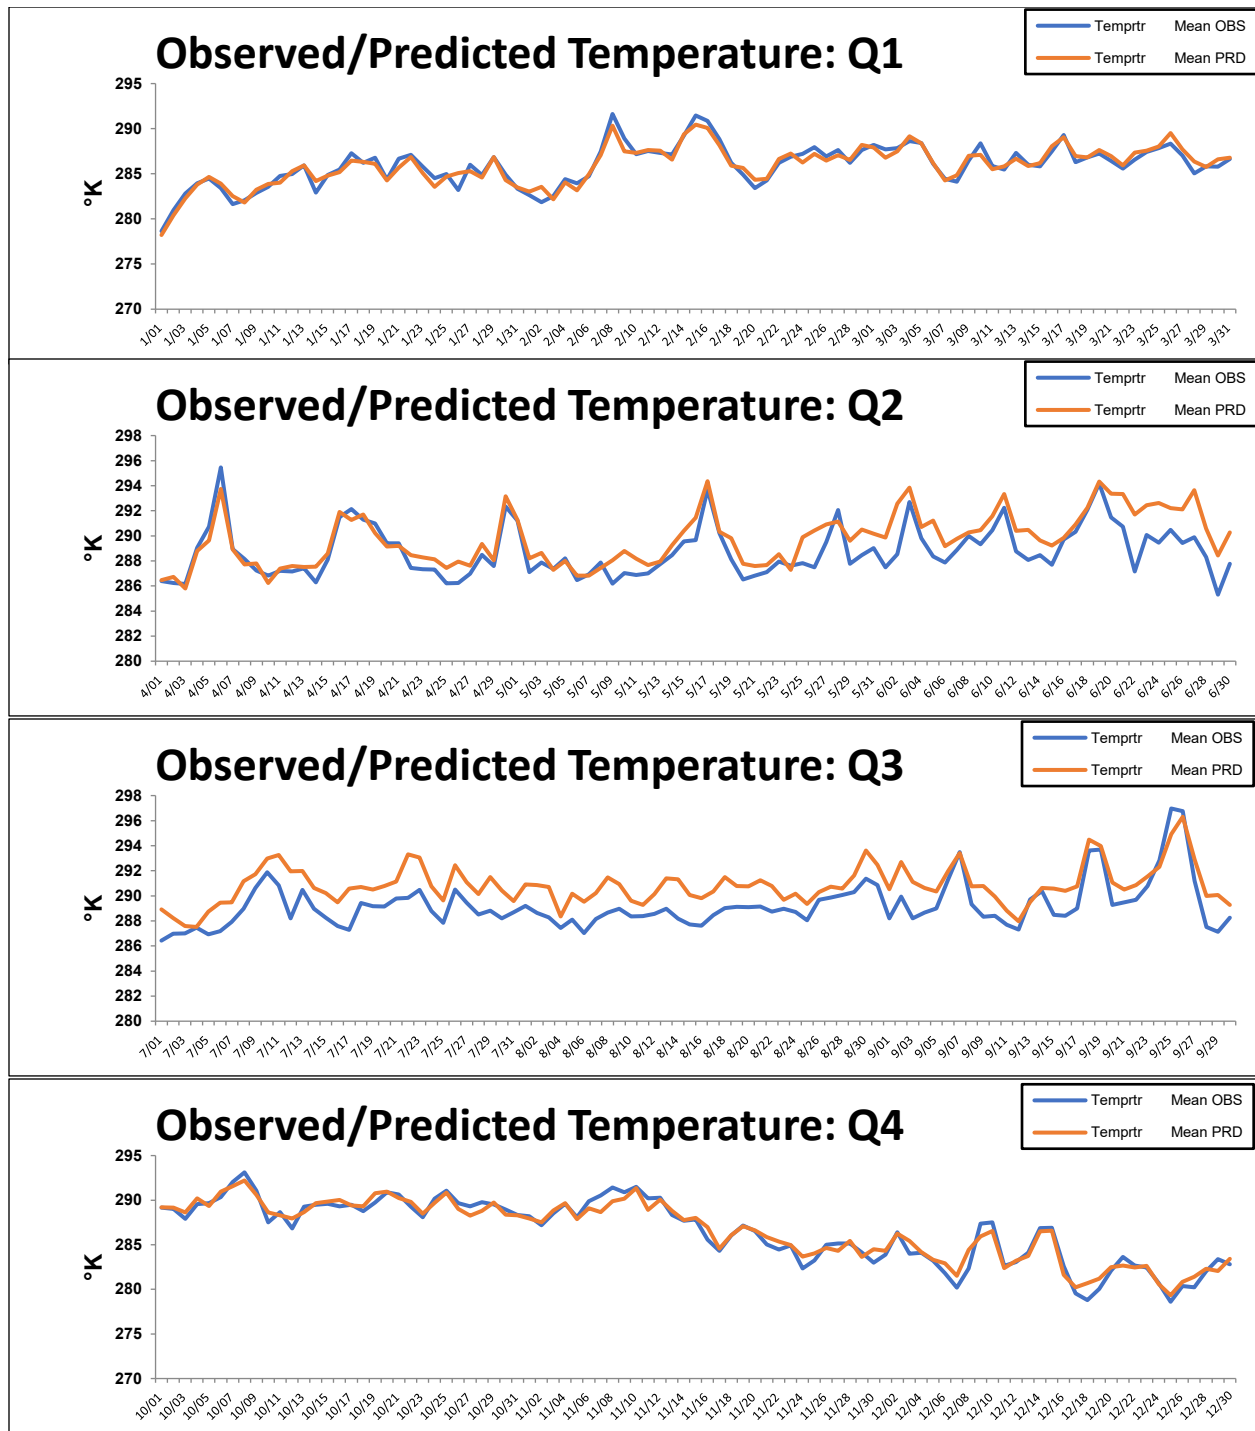 Observed/Predicted Temperature: Q1
Temprtr Mean OBS
Temprtr Mean PRD
°K
295
290
285
280
275
270
1/01 1/03 1/05 1/07 1/09 1/11 1/13 1/15 1/17 1/19 1/21 1/23 1/25 1/27 1/29 1/31 2/02 2/04 2/06 2/08 2/10 2/12 2/14 2/16 2/18 2/20 2/22 2/24 2/26 2/28 3/01 3/03 3/05 3/07 3/09 3/11 3/13 3/15 3/17 3/19 3/21 3/23 3/25 3/27 3/29 3/31
Observed/Predicted Temperature: Q2
Temprtr Mean OBS
Temprtr Mean PRD
°K
298
296
294
292
290
288
286
284
282
280
4/01 4/03 4/05 4/07 4/09 4/11 4/13 4/15 4/17 4/19 4/21 4/23 4/25 4/27 4/29 5/01 5/03 5/05 5/07 5/09 5/11 5/13 5/15 5/17 5/19 5/21 5/23 5/25 5/27 5/29 5/31 6/02 6/04 6/06 6/08 6/10 6/12 6/14 6/16 6/18 6/20 6/22 6/24 6/26 6/28 6/30
Observed/Predicted Temperature: Q3
Temprtr Mean OBS
Temprtr Mean PRD
°K
298
296
294
292
290
288
286
284
282
280
7/01 7/03 7/05 7/07 7/09 7/11 7/13 7/15 7/17 7/19 7/21 7/23 7/25 7/27 7/29 7/31 8/02 8/04 8/06 8/08 8/10 8/12 8/14 8/16 8/18 8/20 8/22 8/24 8/26 8/28 8/30 9/01 9/03 9/05 9/07 9/09 9/11 9/13 9/15 9/17 9/19 9/21 9/23 9/25 9/27 9/29
Observed/Predicted Temperature: Q4
Temprtr Mean OBS
Temprtr Mean PRD
°K
295
290
285
280
275
270
10/01 10/03 10/05 10/07 10/09 10/11 10/13 10/15 10/17 10/19 10/21 10/23 10/25 10/27 10/29 10/31 11/02 11/04 11/06 11/08 11/10 11/12 11/14 11/16 11/18 11/20 11/22 11/24 11/26 11/28 11/30 12/02 12/04 12/06 12/08 12/10 12/12 12/14 12/16 12/18 12/20 12/22 12/24 12/26 12/28 12/30